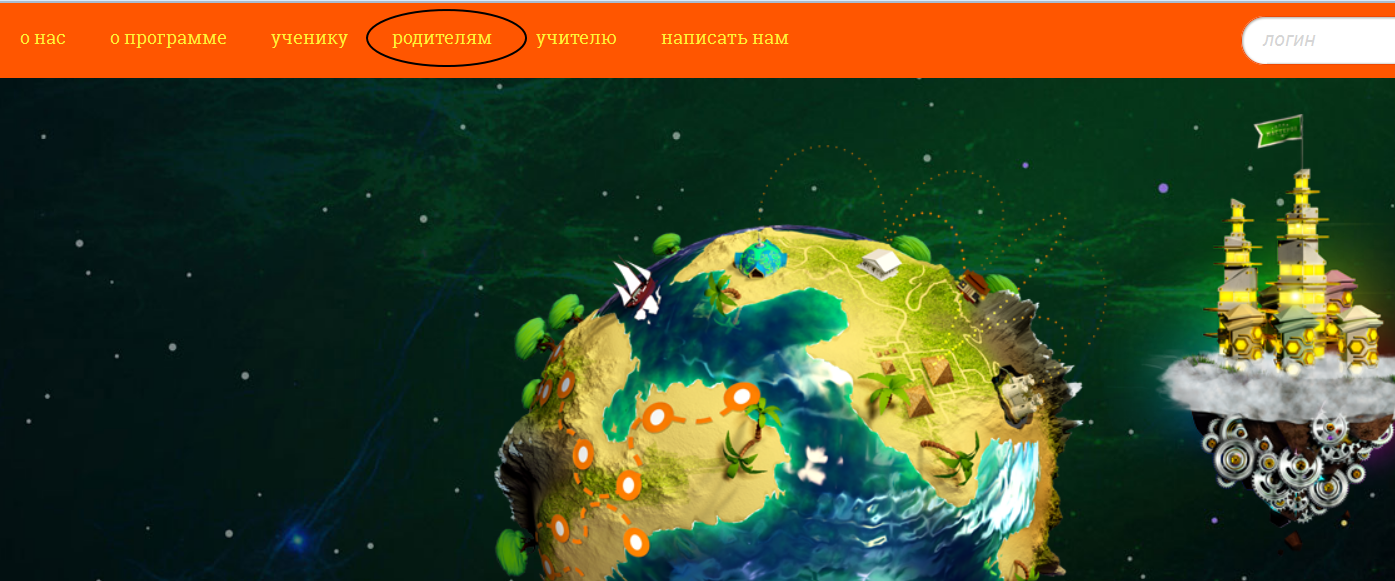 о нас о программе ученику родителям учителю написать нам логин